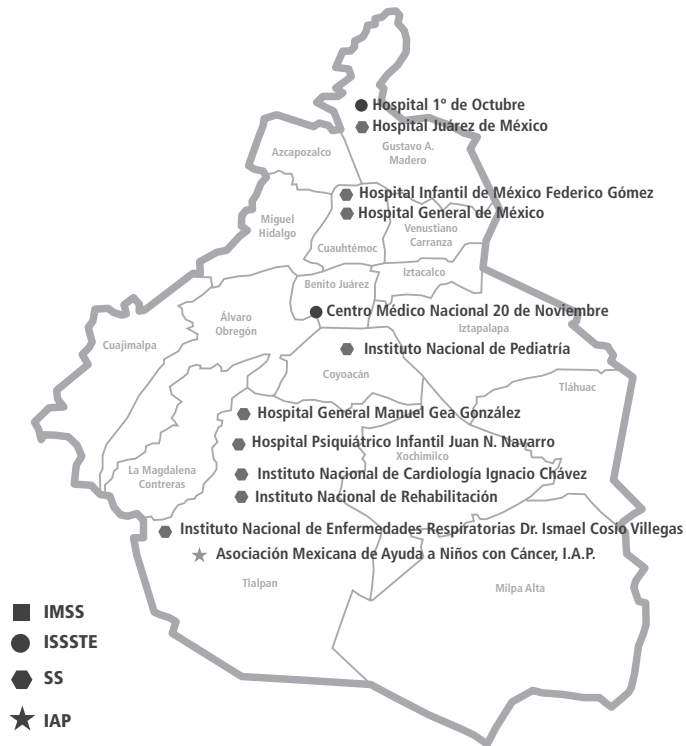 Hospital 1º de Octubre
Hospital Juárez de México
Azcapozalco
Gustavo A.
Madero
Hospital Infantil de México Federico Gómez
Hospital General de México
Miguel
Hidalgo
Venustiano
Carranza
Cuauhtémoc
Iztacalco
Benito Juárez
Centro Médico Nacional 20 de Noviembre
Álvaro
Obregón
Iztapalapa
Cuajimalpa
Instituto Nacional de Pediatría
Coyoacán
Tláhuac
Hospital General Manuel Gea González
Hospital Psiquiátrico Infantil Juan N. Navarro
Xochimilco
La Magdalena
Contreras
Instituto Nacional de Cardiología Ignacio Chávez
Instituto Nacional de Rehabilitación
Instituto Nacional de Enfermedades Respiratorias Dr. Ismael Cosío Villegas
Asociación Mexicana de Ayuda a Niños con Cáncer, I.A.P.
Tlalpan
Milpa Alta
IMSS
ISSSTE
SS
IAP